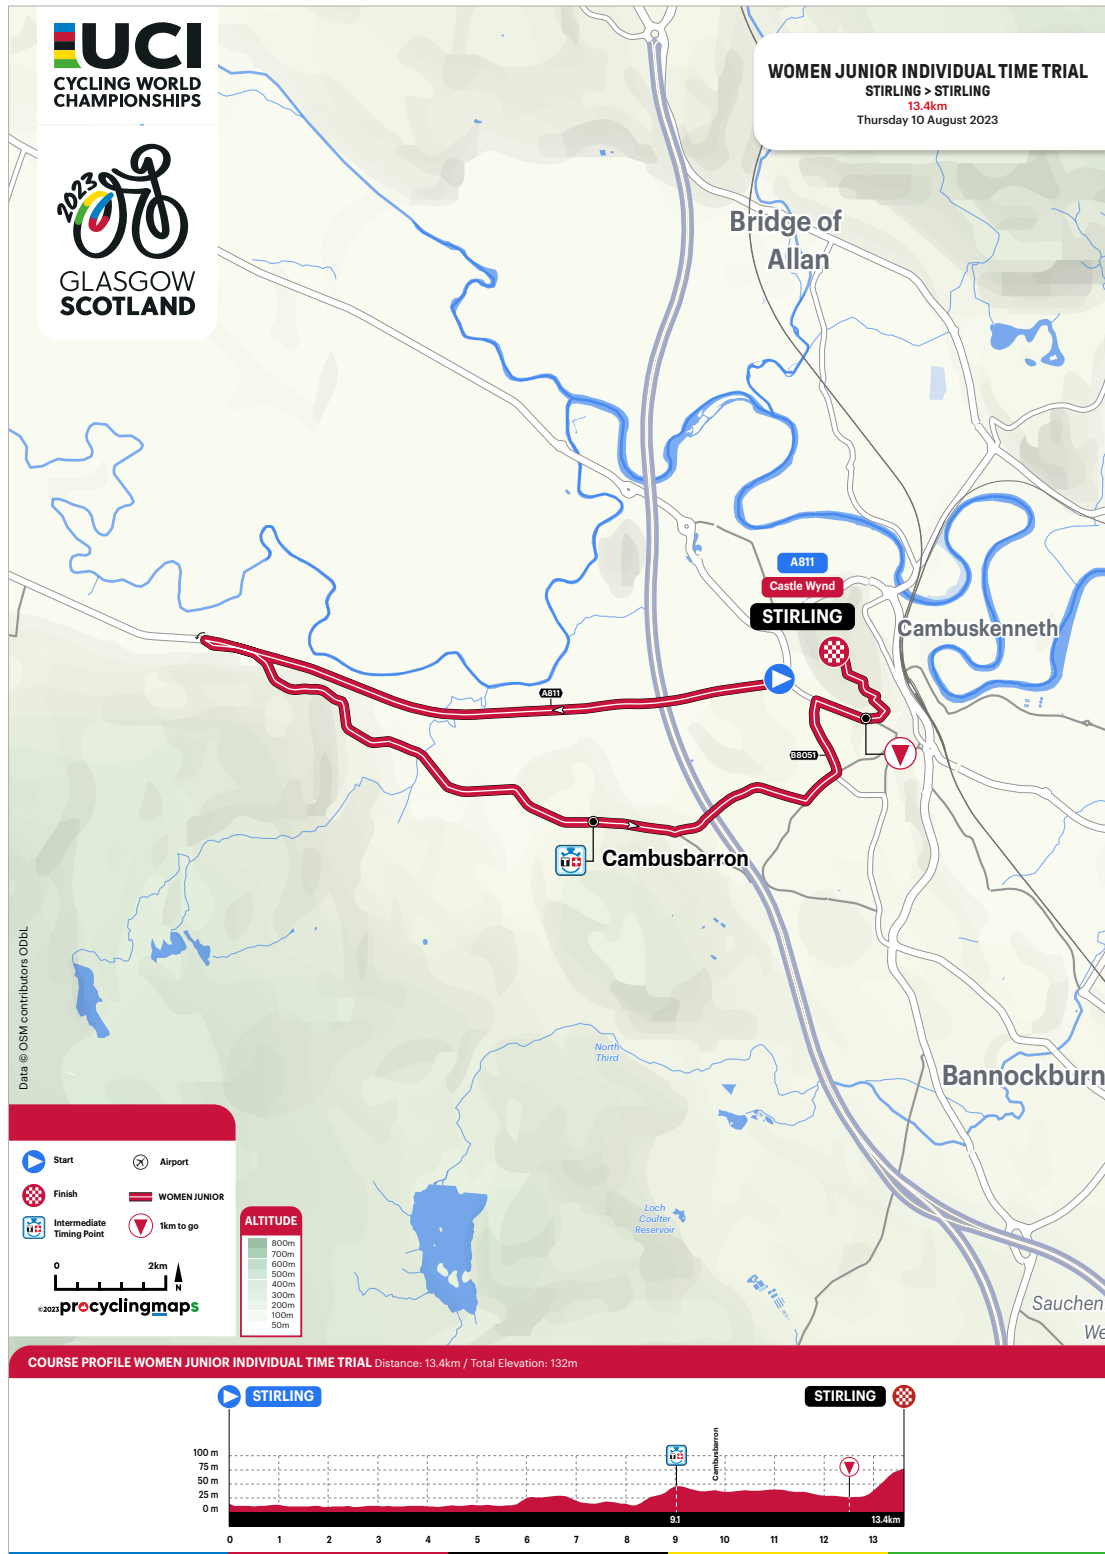 UCI
CYCLING WORLD
CHAMPIONSHIPS
2023
GLASGOW
SCOTLAND
WOMEN JUNIOR INDIVIDUAL TIME TRIAL
STIRLING > STIRLING
13.4km
Thursday 10 August 2023
Bridge of
Allan
A811
Castle Wynd
STIRLING
Cambuskenneth
A811
B8051
Cambusbarron
Data © OSM contributors ODbL
North
Third
Bannockburn
Loch
Coulter
Reservoir
Sauchen
We
Start
Airport
Finish
WOMEN JUNIOR
Intermediate
Timing Point
1km to go
0 2km
N
©2023 procyclingmaps
ALTITUDE
800m
700m
600m
500m
400m
300m
200m
100m
50m
COURSE PROFILE WOMEN JUNIOR INDIVIDUAL TIME TRIAL Distance: 13.4km / Total Elevation: 132m
STIRLING
STIRLING
Cambusbarron
100 m
75 m
50 m
25 m
0 m
9.1 13.4km
0 1 2 3 4 5 6 7 8 9 10 11 12 13